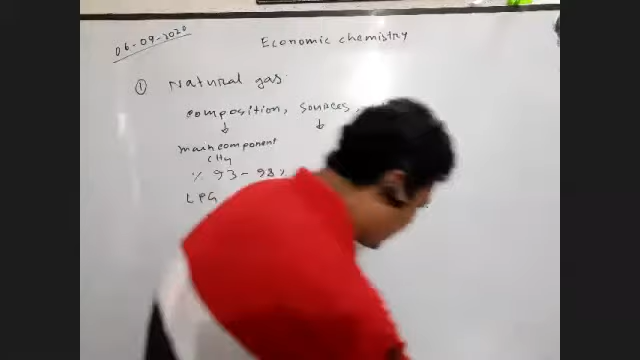 06-09-2020
Economic chemistry
① Natural gas:
composition, sources,
↓ ↓
main component
CH4
% 93 - 98%
LPG